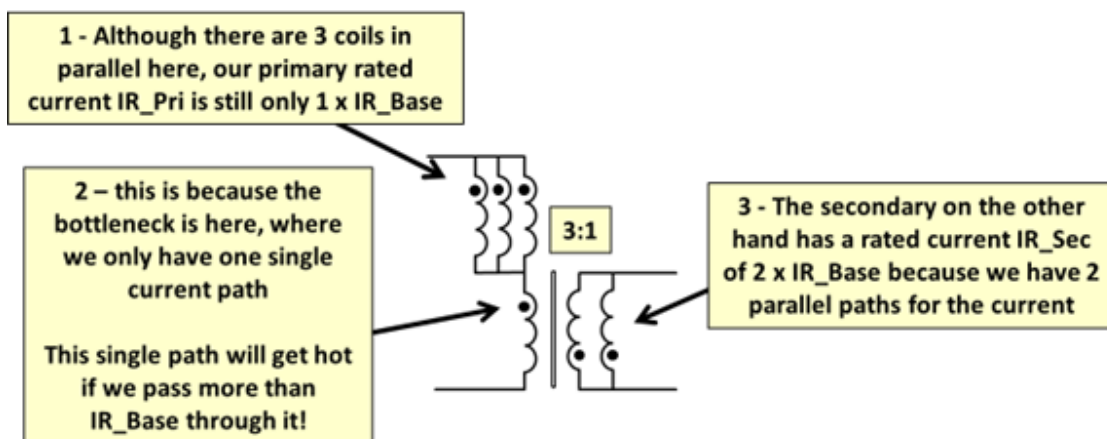 1 - Although there are 3 coils in
parallel here, our primary rated
current IR_Pri is still only 1 x IR_Base
2 – this is because the
bottleneck is here, where
we only have one single
current path
This single path will get hot
if we pass more than
IR_Base through it!
3:1
3 - The secondary on the other
hand has a rated current IR_Sec
of 2 x IR_Base because we have 2
parallel paths for the current